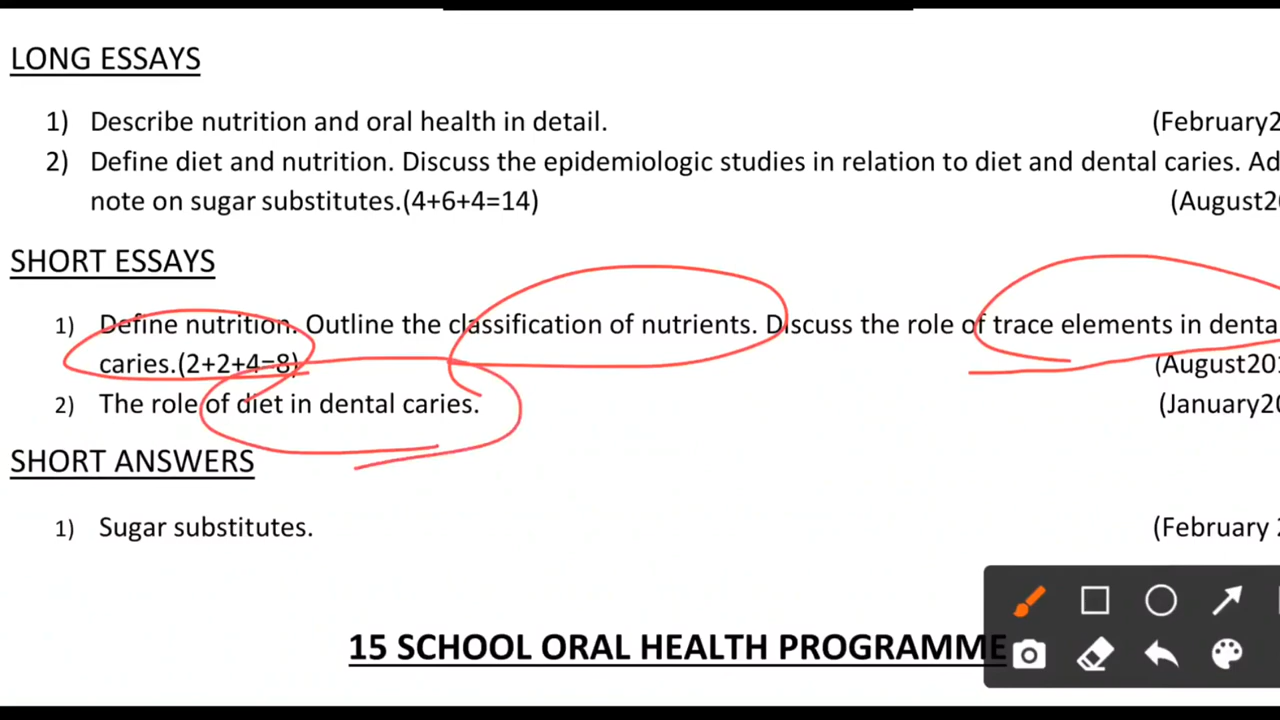 LONG ESSAYS
1) Describe nutrition and oral health in detail. (February2
2) Define diet and nutrition. Discuss the epidemiologic studies in relation to diet and dental caries. Ad
note on sugar substitutes.(4+6+4=14) (August20
SHORT ESSAYS
1) Define nutrition. Outline the classification of nutrients. Discuss the role of trace elements in denta
caries.(2+2+4=8) (August201
2) The role of diet in dental caries. (January20
SHORT ANSWERS
1) Sugar substitutes. (February 2
15 SCHOOL ORAL HEALTH PROGRAMME